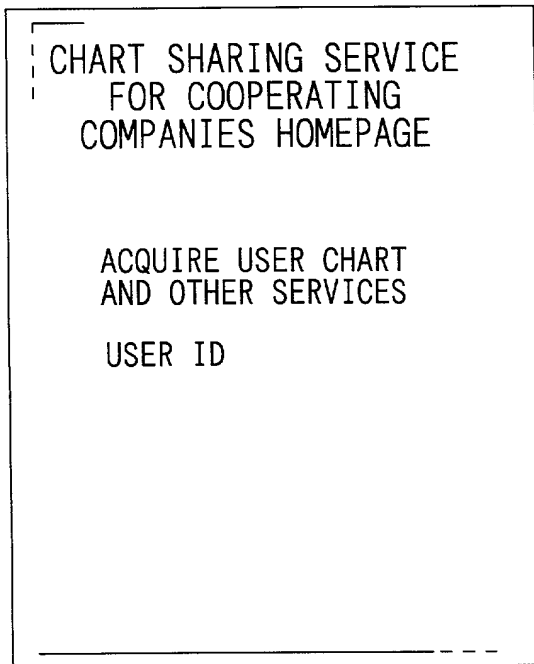 CHART SHARING SERVICE
FOR COOPERATING
COMPANIES HOMEPAGE
ACQUIRE USER CHART
AND OTHER SERVICES
USER ID